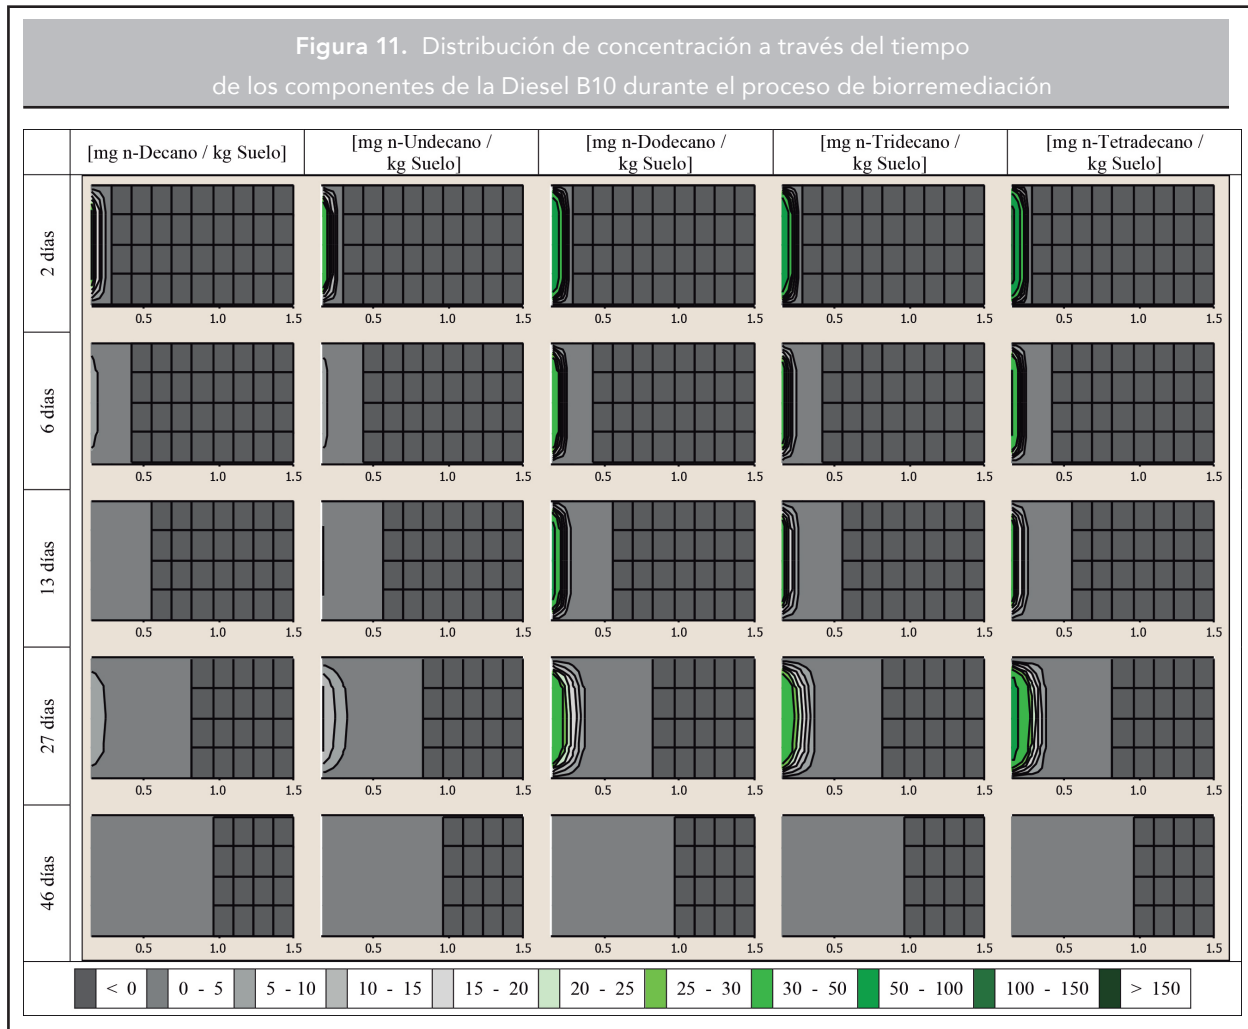 Figura 11. Distribución de concentración a través del tiempo
de los componentes de la Diesel B10 durante el proceso de biorremediación
[mg n-Decano / kg Suelo]
[mg n-Undecano /
kg Suelo]
[mg n-Dodecano /
kg Suelo]
[mg n-Tridecano /
kg Suelo]
[mg n-Tetradecano /
kg Suelo]
2 días
0.5 1.0 1.5 0.5 1.0 1.5 0.5 1.0 1.5 0.5 1.0 1.5 0.5 1.0 1.5
6 días
0.5 1.0 1.5 0.5 1.0 1.5 0.5 1.0 1.5 0.5 1.0 1.5 0.5 1.0 1.5
13 días
0.5 1.0 1.5 0.5 1.0 1.5 0.5 1.0 1.5 0.5 1.0 1.5 0.5 1.0 1.5
27 días
0.5 1.0 1.5 0.5 1.0 1.5 0.5 1.0 1.5 0.5 1.0 1.5 0.5 1.0 1.5
46 días
0.5 1.0 1.5 0.5 1.0 1.5 0.5 1.0 1.5 0.5 1.0 1.5 0.5 1.0 1.5
< 0 0 - 5 5 - 10 10 - 15 15 - 20 20 - 25 25 - 30 30 - 50 50 - 100 100 - 150 > 150